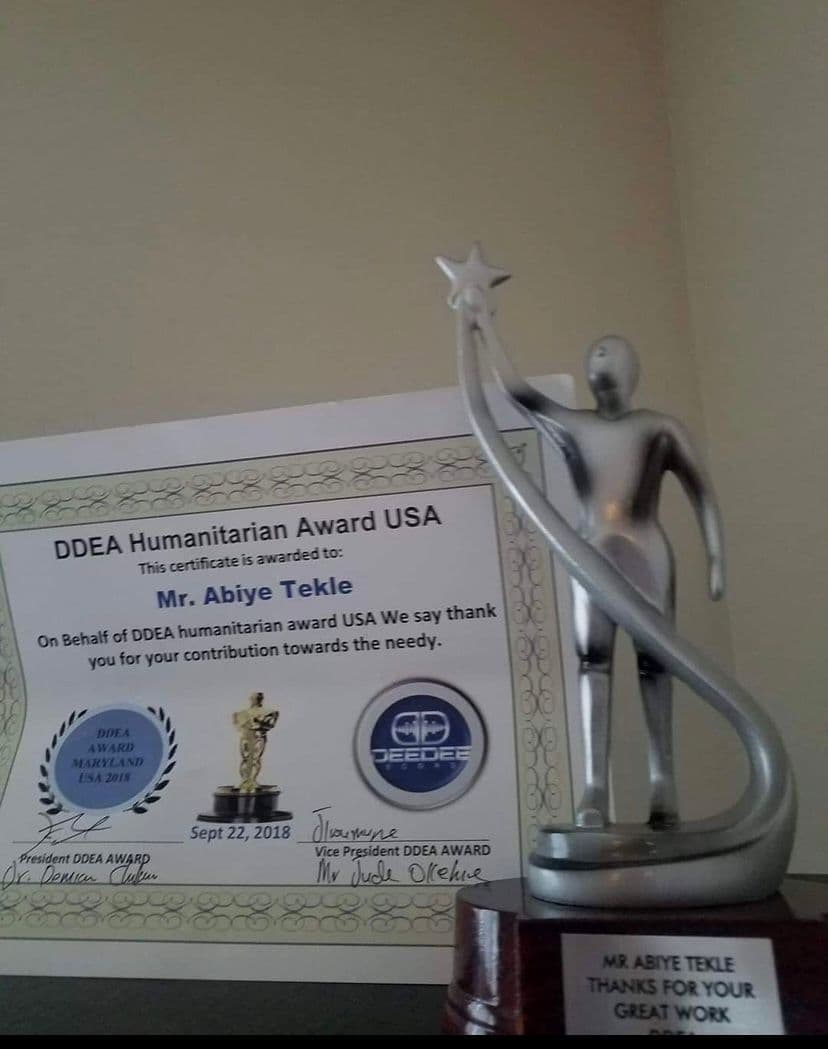 DDEA Humanitarian Award USA
This certificate is awarded to:
Mr. Abiye Tekle
On Behalf of DDEA humanitarian award USA We say thank
you for your contribution towards the needy.
DDEA
AWARD
MARYLAND
USA 2018
DEEDEE
Sept 22, 2018
President DDEA AWARD
Dr.
Vice President DDEA AWARD
Mr Jude
MR ABIYE TEKLE
THANKS FOR YOUR
GREAT WORK